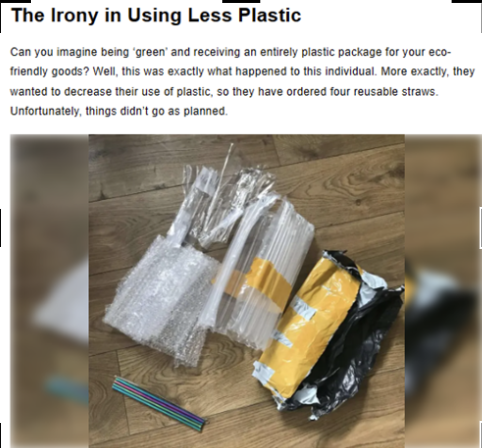 The Irony in Using Less Plastic
Can you imagine being ‘green’ and receiving an entirely plastic package for your eco-
friendly goods? Well, this was exactly what happened to this individual. More exactly, they
wanted to decrease their use of plastic, so they have ordered four reusable straws.
Unfortunately, things didn’t go as planned.